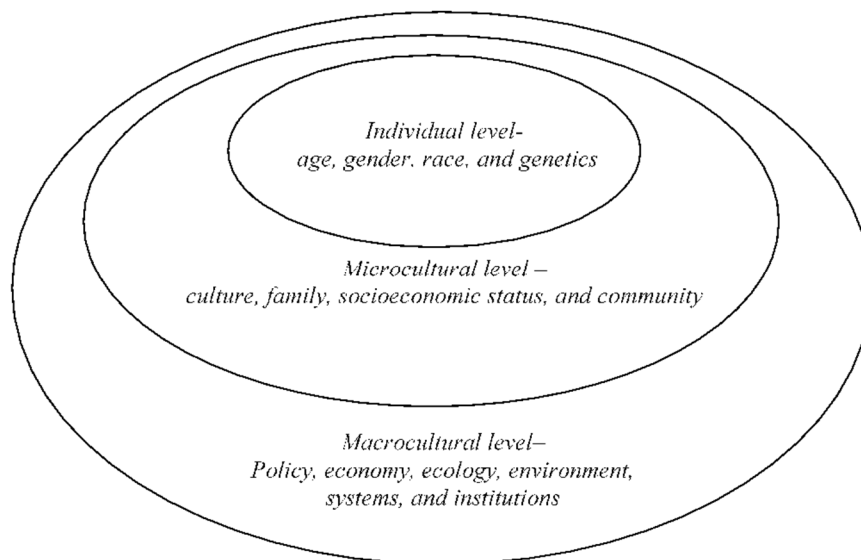 Individual level-
age, gender, race, and genetics
Microcultural level –
culture, family, socioeconomic status, and community
Macrocultural level–
Policy, economy, ecology, environment,
systems, and institutions